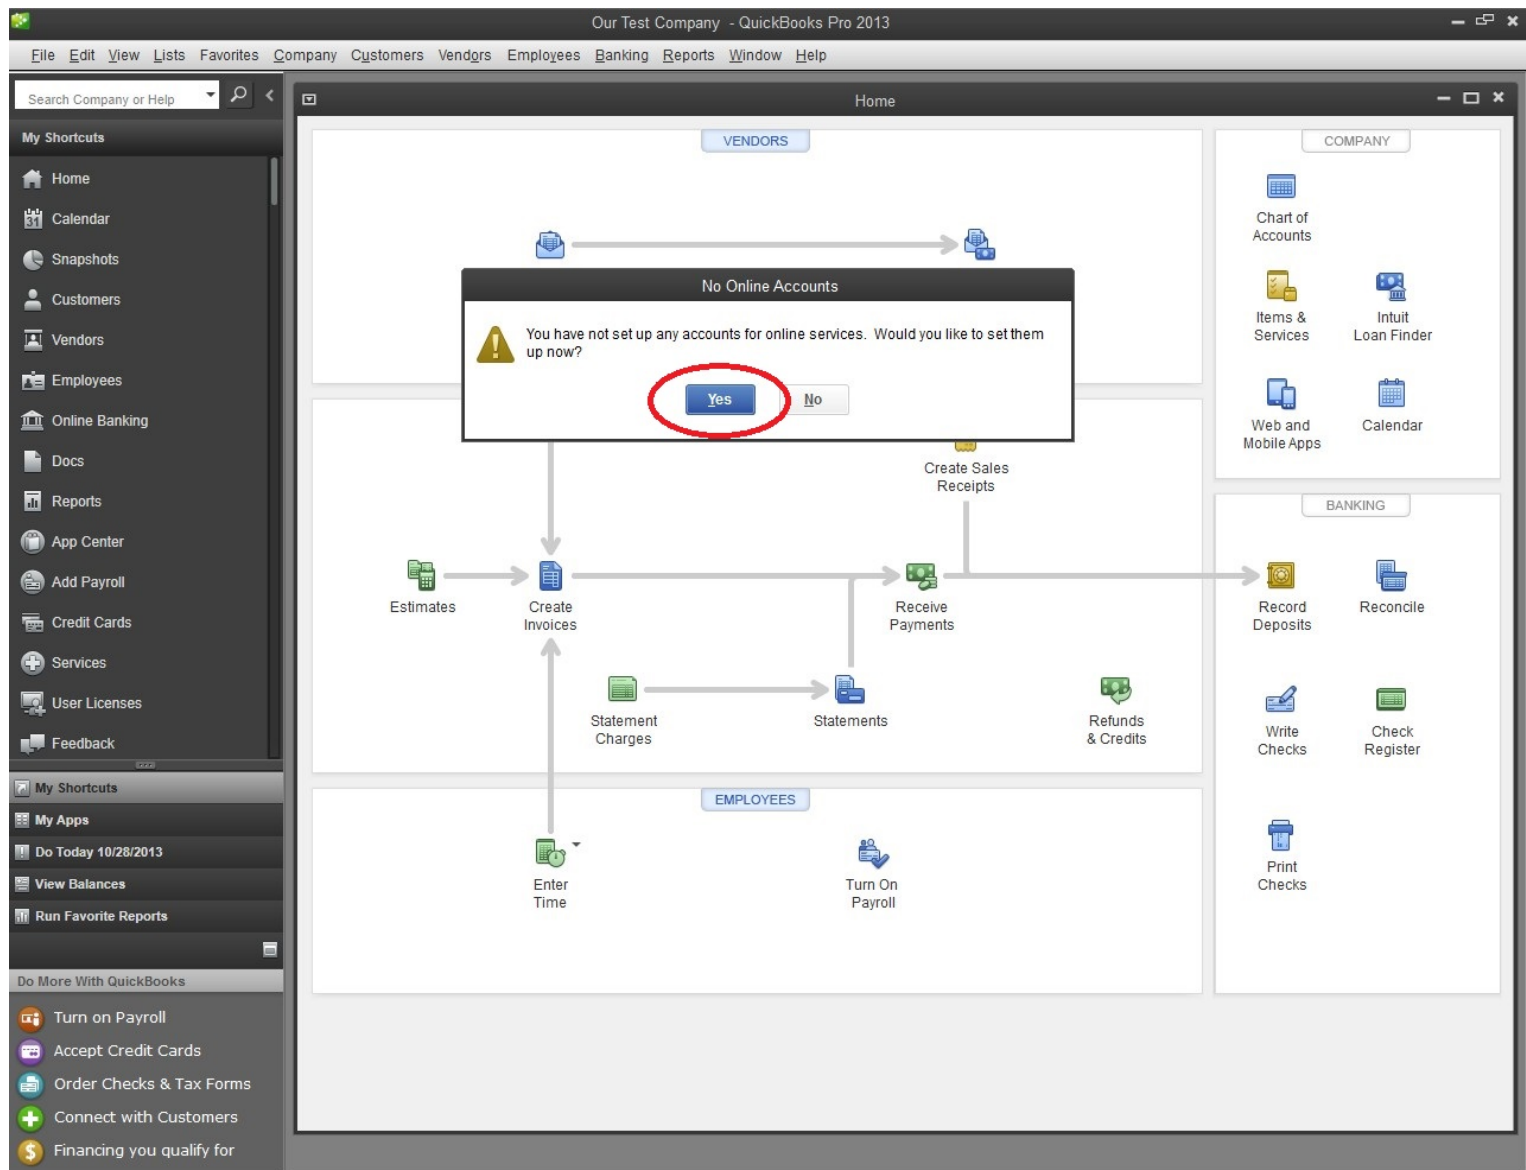 Our Test Company - QuickBooks Pro 2013
File Edit View Lists Favorites Company Customers Vendors Employees Banking Reports Window Help
Search Company or Help
My Shortcuts
Home
31 Calendar
Snapshots
Customers
Vendors
Employees
Online Banking
Docs
Reports
App Center
Add Payroll
Credit Cards
Services
User Licenses
Feedback
My Shortcuts
My Apps
Do Today 10/28/2013
View Balances
Run Favorite Reports
Do More With QuickBooks
Turn on Payroll
Accept Credit Cards
Order Checks & Tax Forms
Connect with Customers
$ Financing you qualify for
Home
VENDORS
No Online Accounts
You have not set up any accounts for online services. Would you like to set them
up now?
Yes No
Create Sales
Receipts
Estimates
Create
Invoices
Receive
Payments
Statement
Charges
Statements
Refunds
& Credits
EMPLOYEES
Enter
Time
Turn On
Payroll
COMPANY
Chart of
Accounts
Items &
Services
Intuit
Loan Finder
Web and
Mobile Apps
Calendar
BANKING
Record
Deposits
Reconcile
Write
Checks
Check
Register
Print
Checks